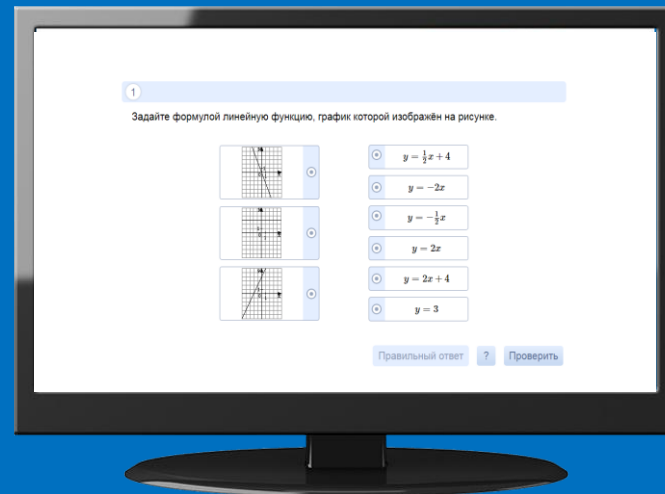 1
Задайте формулой линейную функцию, график которой изображён на рисунке.
y = ½x + 4
y = −2x
y = −½x
y = 2x
y = 2x + 4
y = 3
Правильный ответ ? Проверить